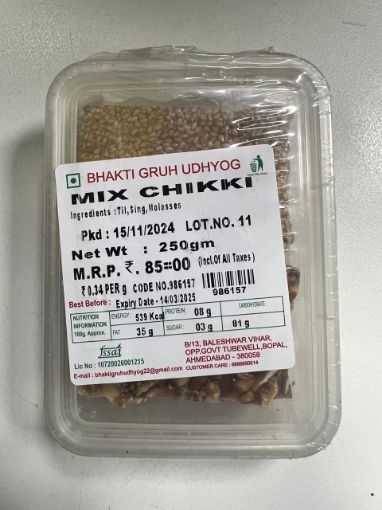 BHAKTI GRUH UDHYOG
MIX CHIKKI
Ingredients :Til,Sing,Molasses
Pkd : 15/11/2024 LOT.NO. 11
Net Wt : 250gm
M.R.P. ₹. 85=00 (Incl.Of All Taxes)
₹ 0.34 PER g CODE NO.986157
986157
Best Before : Expiry Date - 14/03/2025
NUTRITION INFORMATION 100g. Approx.
ENERGY 539 Kcal PROTEIN : 08 g CARBOHYDRATE :
FAT : 35 g SUGAR : 03 g 81 g
fssai
Lic No : 10720026001215
E-mail : bhaktigruhudhyog22@gmail.com
B/13, BALESHWAR VIHAR,
OPP.GOVT TUBEWELL,BOPAL,
AHMEDABAD - 380058